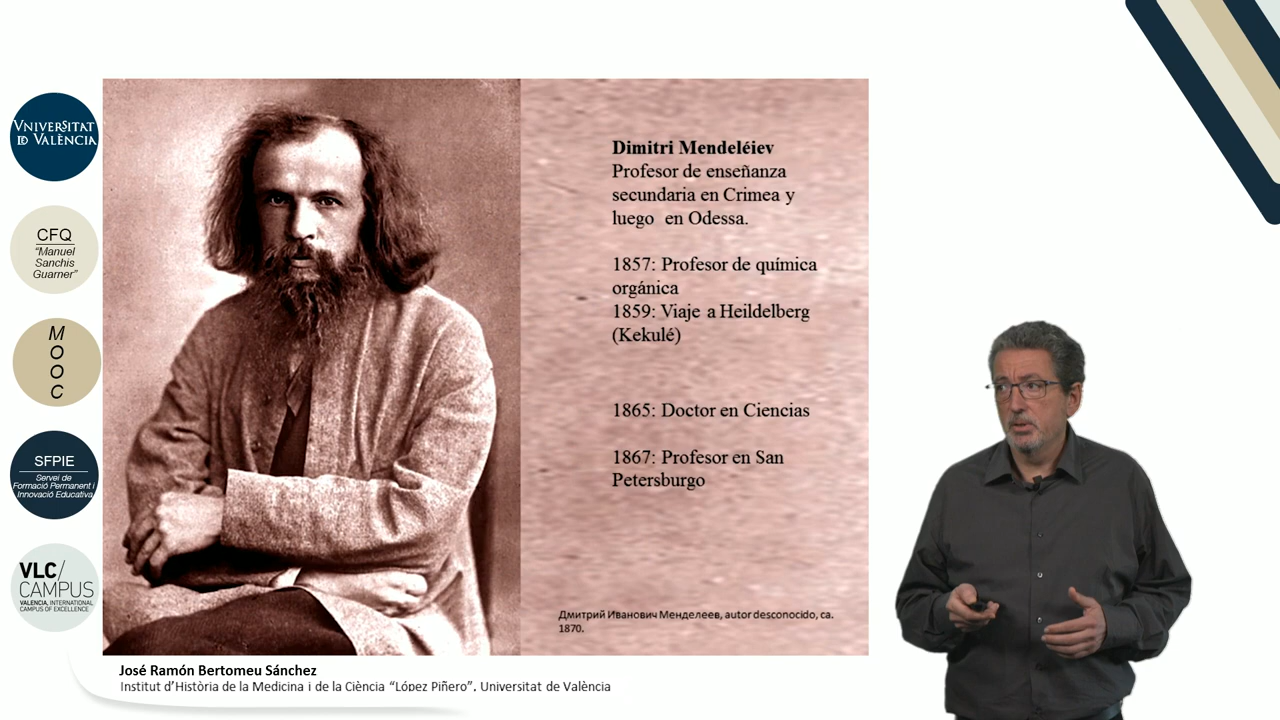 VNIVERSITAT
ID VALÈNCIA
CFQ
“Manuel
Sanchis
Guarner”
M
O
O
C
SFPIE
Servei de
Formació Permanent i
Innovació Educativa
VLC/
CAMPUS
VALENCIA, INTERNATIONAL
CAMPUS OF EXCELLENCE
Dimitri Mendeléiev
Profesor de enseñanza
secundaria en Crimea y
luego en Odessa.
1857: Profesor de química
orgánica
1859: Viaje a Heildelberg
(Kekulé)
1865: Doctor en Ciencias
1867: Profesor en San
Petersburgo
Дмитрий Иванович Менделеев, autor desconocido, ca.
1870.
José Ramón Bertomeu Sánchez
Institut d’Història de la Medicina i de la Ciència “López Piñero”. Universitat de València